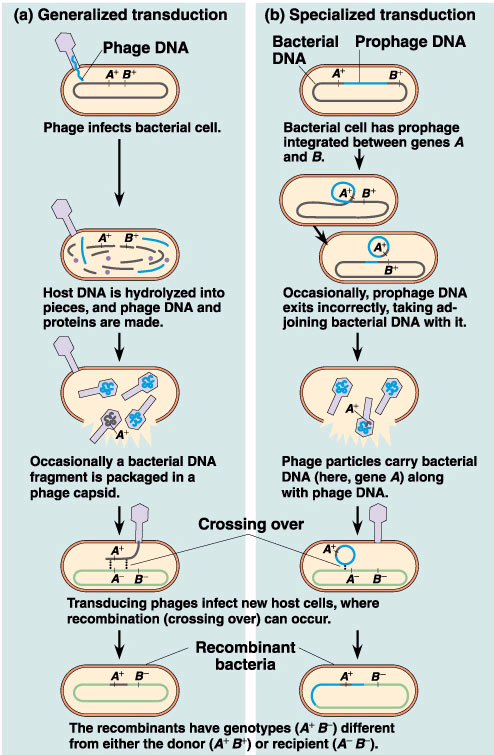 (a) Generalized transduction
Phage DNA
A+ B+
Phage infects bacterial cell.
A+ B+
Host DNA is hydrolyzed into
pieces, and phage DNA and
proteins are made.
A+
Occasionally a bacterial DNA
fragment is packaged in a
phage capsid.
(b) Specialized transduction
Bacterial
DNA
Prophage DNA
A+ B+
Bacterial cell has prophage
integrated between genes A
and B.
A+ B+
A+
B+
Occasionally, prophage DNA
exits incorrectly, taking ad-
joining bacterial DNA with it.
A+
Phage particles carry bacterial
DNA (here, gene A) along
with phage DNA.
Crossing over
A+
A− B−
A+
A− B−
Transducing phages infect new host cells, where
recombination (crossing over) can occur.
Recombinant
bacteria
A+ B−
A+ B−
The recombinants have genotypes (A+ B−) different
from either the donor (A+ B+) or recipient (A− B−).